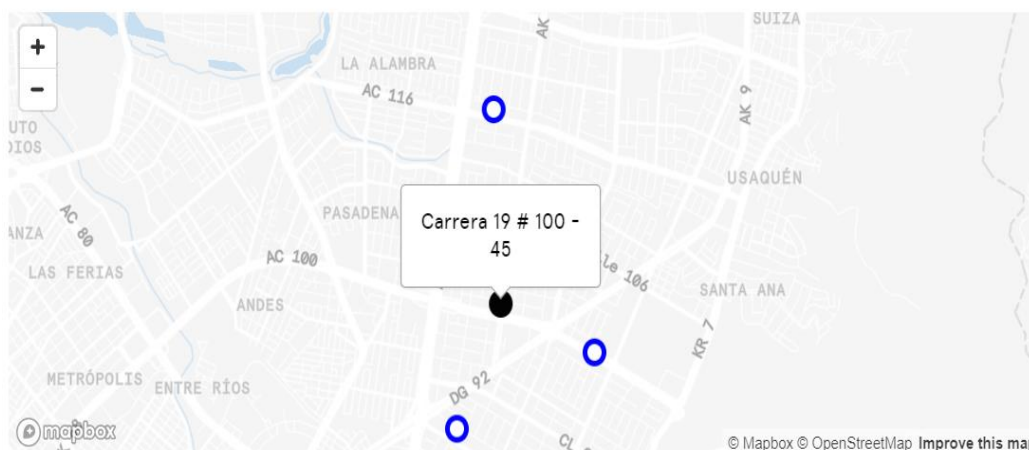 SUIZA
AK
+
LA ALAMBRA
−
AC 116
AK 9
UTO
DIOS
USAQUÉN
Carrera 19 # 100 -
45
PASADENA
AC 80
ANZA
AC 100
le 106
LAS FERIAS
SANTA ANA
ANDES
KR 7
METRÓPOLIS
ENTRE RÍOS
DG 92
mapbox
CL
© Mapbox © OpenStreetMap Improve this map